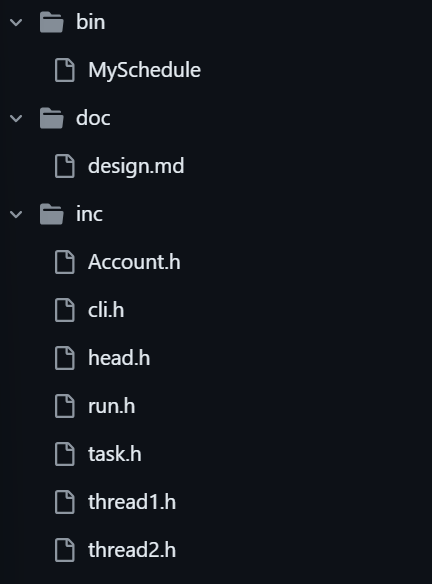 bin
MySchedule
doc
design.md
inc
Account.h
cli.h
head.h
run.h
task.h
thread1.h
thread2.h